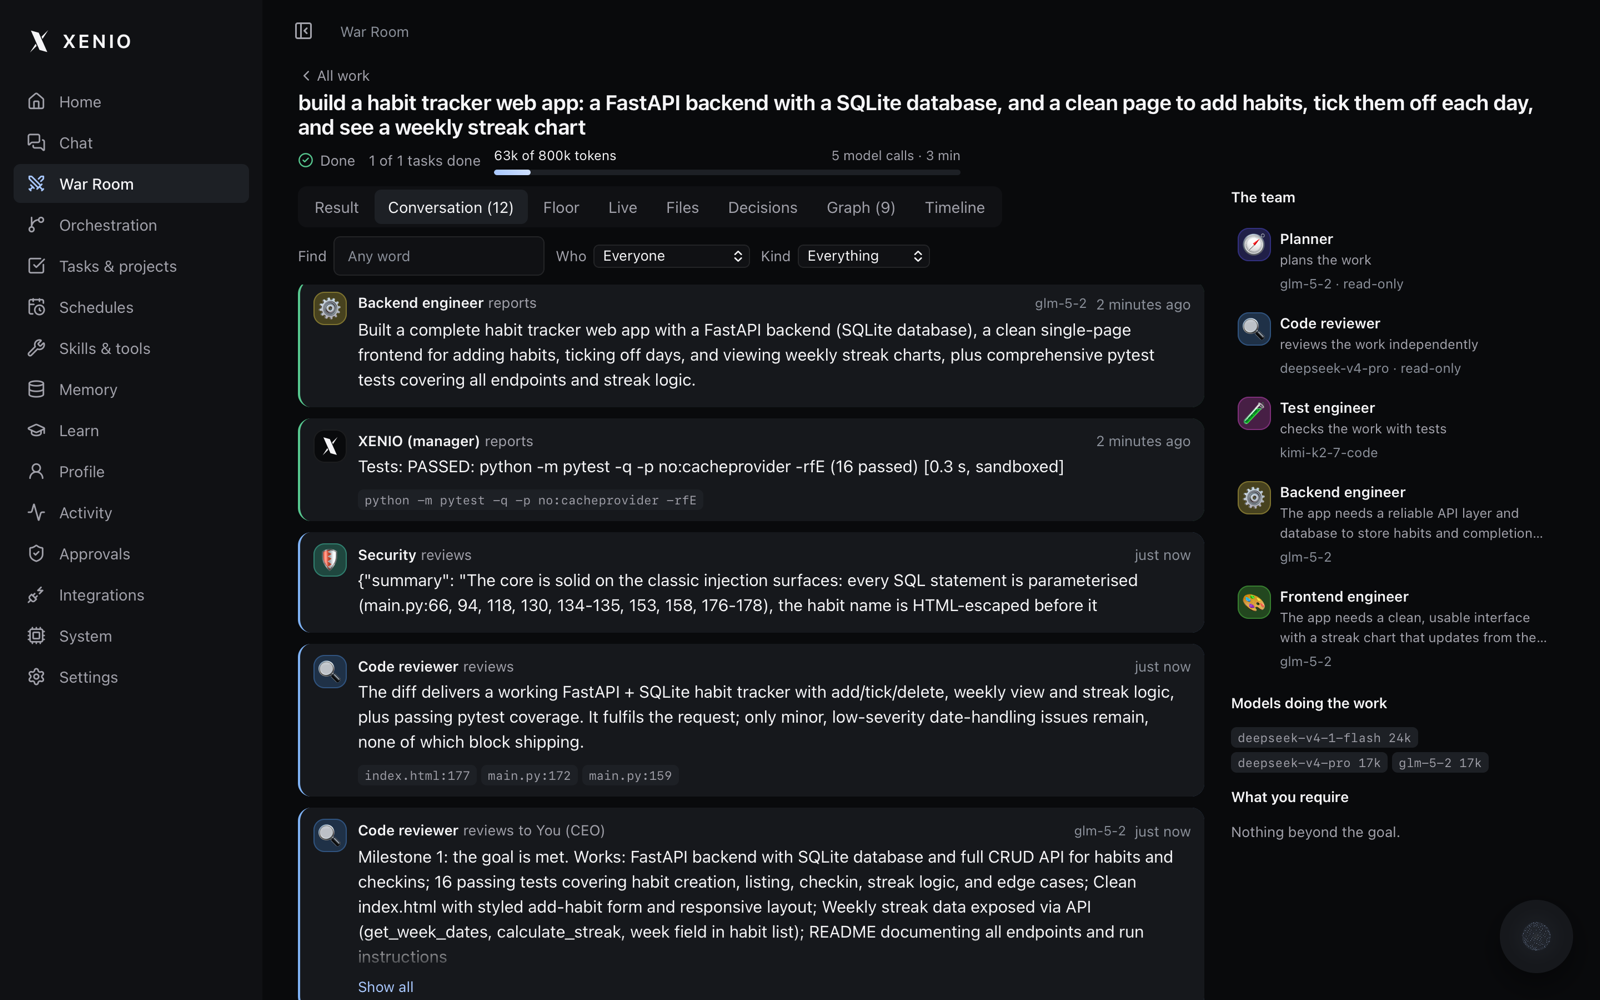 XENIO
Home
Chat
War Room
Orchestration
Tasks & projects
Schedules
Skills & tools
Memory
Learn
Profile
Activity
Approvals
Integrations
System
Settings
War Room
All work
build a habit tracker web app: a FastAPI backend with a SQLite database, and a clean page to add habits, tick them off each day,
and see a weekly streak chart
Done 1 of 1 tasks done 63k of 800k tokens 5 model calls · 3 min
Result Conversation (12) Floor Live Files Decisions Graph (9) Timeline
Find Any word Who Everyone Kind Everything
Backend engineer reports glm-5-2 2 minutes ago
Built a complete habit tracker web app with a FastAPI backend (SQLite database), a clean single-page
frontend for adding habits, ticking off days, and viewing weekly streak charts, plus comprehensive pytest
tests covering all endpoints and streak logic.
XENIO (manager) reports 2 minutes ago
Tests: PASSED: python -m pytest -q -p no:cacheprovider -rfE (16 passed) [0.3 s, sandboxed]
python -m pytest -q -p no:cacheprovider -rfE
Security reviews just now
{"summary": "The core is solid on the classic injection surfaces: every SQL statement is parameterised
(main.py:66, 94, 118, 130, 134-135, 153, 158, 176-178), the habit name is HTML-escaped before it
Code reviewer reviews just now
The diff delivers a working FastAPI + SQLite habit tracker with add/tick/delete, weekly view and streak logic,
plus passing pytest coverage. It fulfils the request; only minor, low-severity date-handling issues remain,
none of which block shipping.
index.html:177 main.py:172 main.py:159
Code reviewer reviews to You (CEO) glm-5-2 just now
Milestone 1: the goal is met. Works: FastAPI backend with SQLite database and full CRUD API for habits and
checkins; 16 passing tests covering habit creation, listing, checkin, streak logic, and edge cases; Clean
index.html with styled add-habit form and responsive layout; Weekly streak data exposed via API
(get_week_dates, calculate_streak, week field in habit list); README documenting all endpoints and run
instructions
Show all
The team
Planner
plans the work
glm-5-2 · read-only
Code reviewer
reviews the work independently
deepseek-v4-pro · read-only
Test engineer
checks the work with tests
kimi-k2-7-code
Backend engineer
The app needs a reliable API layer and
database to store habits and completion…
glm-5-2
Frontend engineer
The app needs a clean, usable interface
with a streak chart that updates from the…
glm-5-2
Models doing the work
deepseek-v4-1-flash 24k
deepseek-v4-pro 17k glm-5-2 17k
What you require
Nothing beyond the goal.